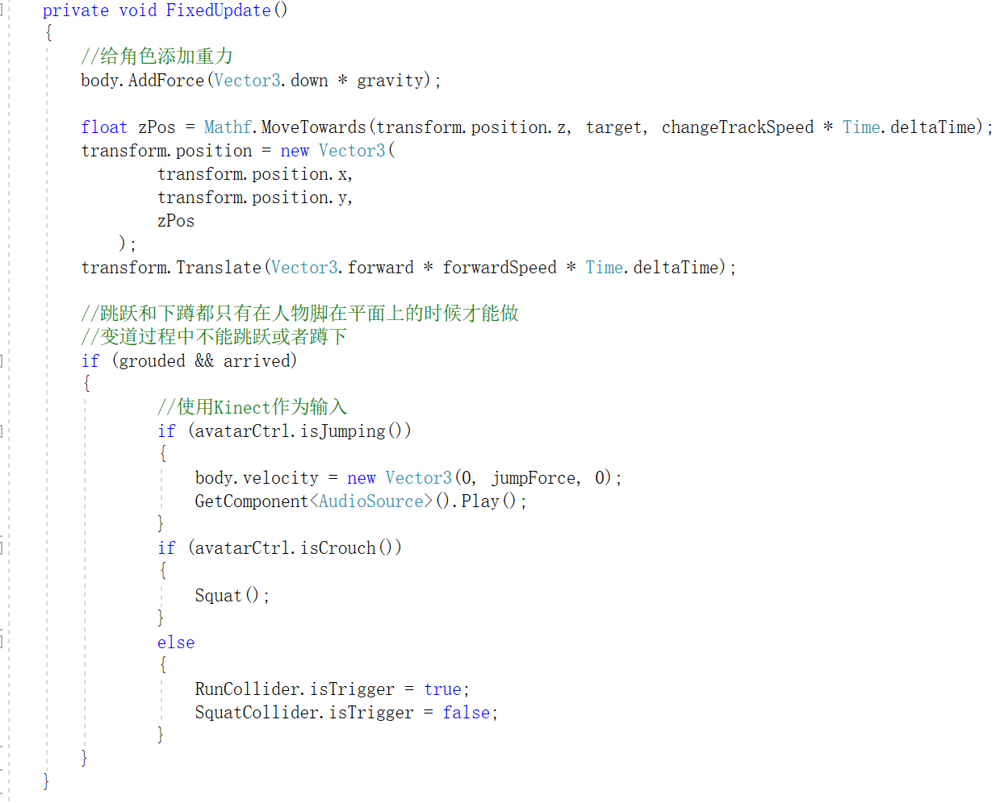 private void FixedUpdate()
{
//给角色添加重力
body.AddForce(Vector3.down * gravity);
float zPos = Mathf.MoveTowards(transform.position.z, target, changeTrackSpeed * Time.deltaTime);
transform.position = new Vector3(
transform.position.x,
transform.position.y,
zPos
);
transform.Translate(Vector3.forward * forwardSpeed * Time.deltaTime);
//跳跃和下蹲都只有在人物脚在平面上的时候才能做
//变道过程中不能跳跃或者蹲下
if (grouded && arrived)
{
//使用Kinect作为输入
if (avatarCtrl.isJumping())
{
body.velocity = new Vector3(0, jumpForce, 0);
GetComponent<AudioSource>().Play();
}
if (avatarCtrl.isCrouch())
{
Squat();
}
else
{
RunCollider.isTrigger = true;
SquatCollider.isTrigger = false;
}
}
}